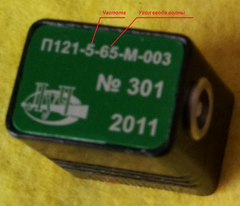 Частота Угол ввода волны
П121-5-65-М-003
№ 301
2011